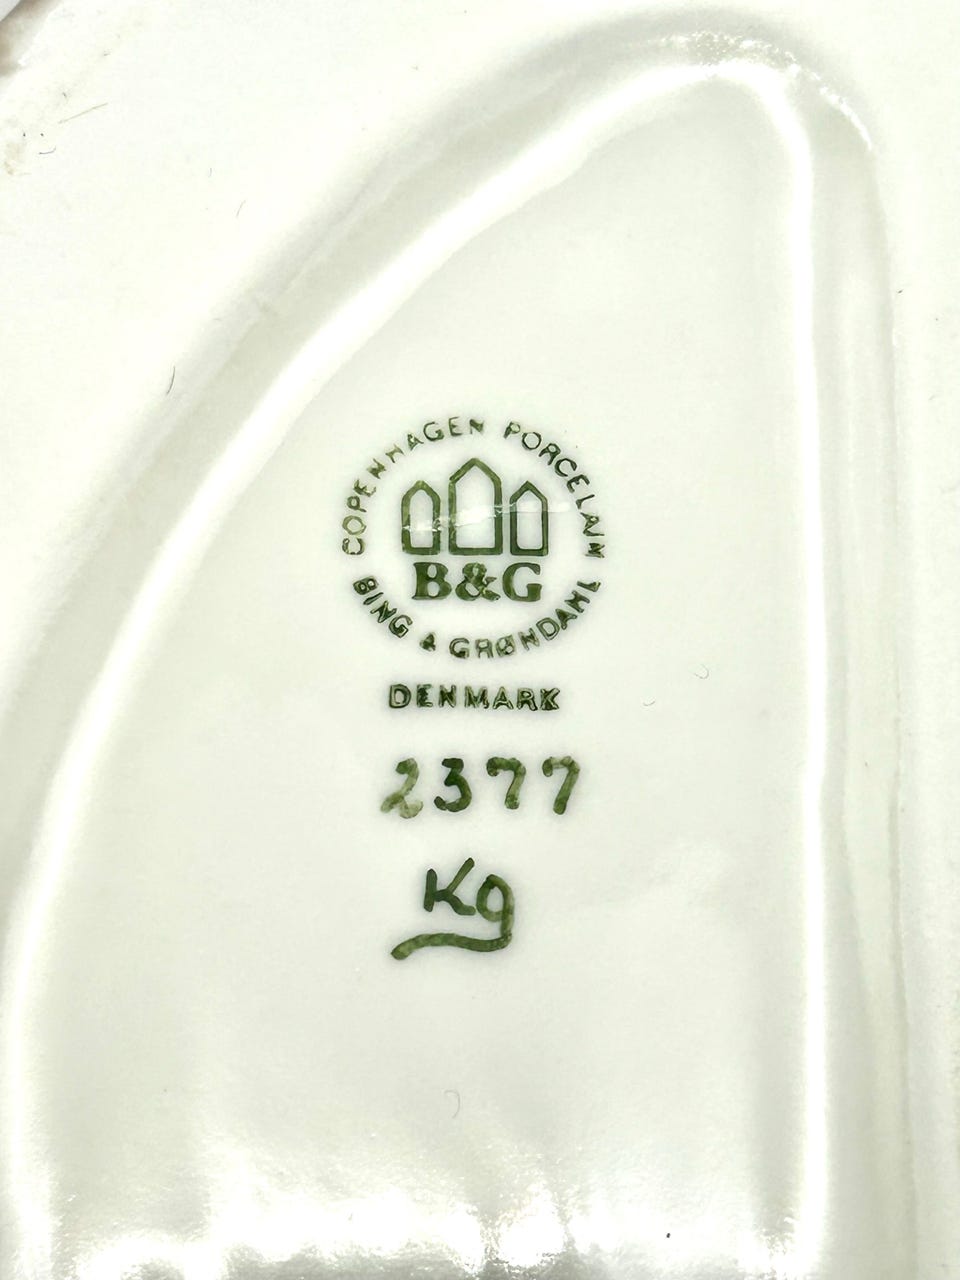 COPENHAGEN PORCELAIN
B&G
BING & GRØNDAHL
DENMARK
2377
Kg